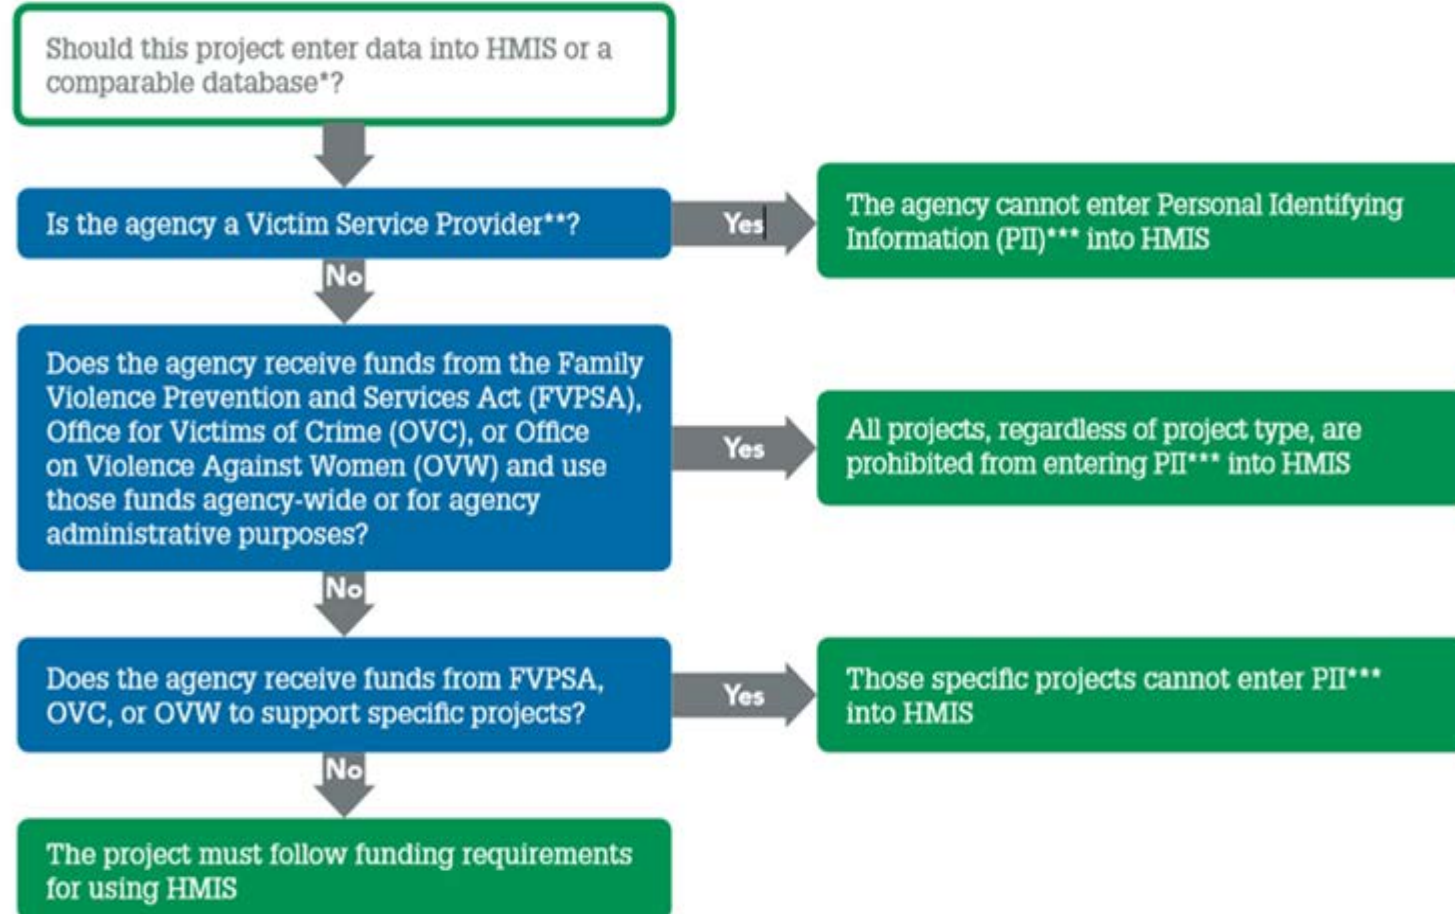 Should this project enter data into HMIS or a
comparable database*?
Is the agency a Victim Service Provider**?
Yes
The agency cannot enter Personal Identifying
Information (PII)*** into HMIS
No
Does the agency receive funds from the Family
Violence Prevention and Services Act (FVPSA),
Office for Victims of Crime (OVC), or Office
on Violence Against Women (OVW) and use
those funds agency-wide or for agency
administrative purposes?
Yes
All projects, regardless of project type, are
prohibited from entering PII*** into HMIS
No
Does the agency receive funds from FVPSA,
OVC, or OVW to support specific projects?
Yes
Those specific projects cannot enter PII***
into HMIS
No
The project must follow funding requirements
for using HMIS